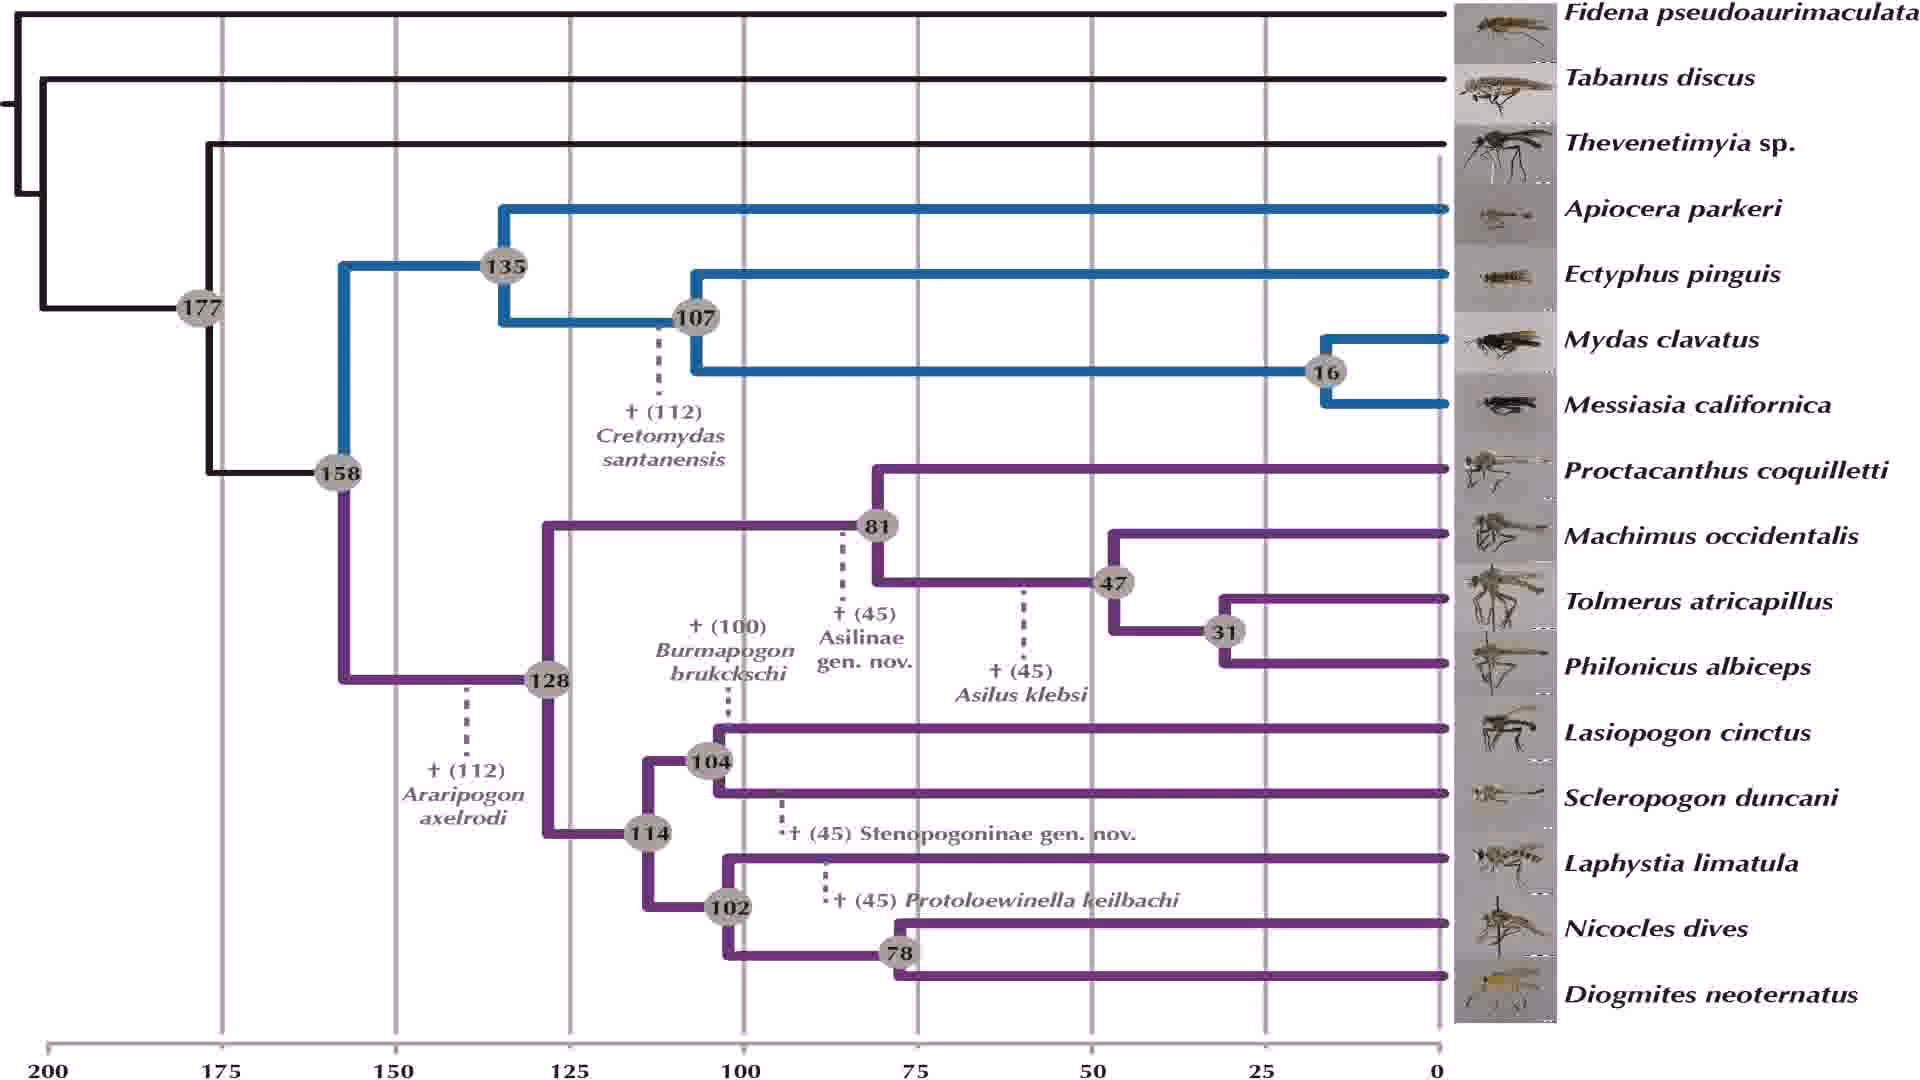 Fidena pseudoaurimaculata
Tabanus discus
Thevenetimyia sp.
Apiocera parkeri
135
Ectyphus pinguis
177
107
Mydas clavatus
16
† (112)
Cretomydas
santanensis
Messiasia californica
158
Proctacanthus coquilletti
81
Machimus occidentalis
47
† (45)
Asilinae
gen. nov.
Tolmerus atricapillus
† (100)
Burmapogon
brukckschi
31
† (45)
Asilus klebsi
Philonicus albiceps
128
Lasiopogon cinctus
104
† (112)
Araripogon
axelrodi
Scleropogon duncani
114
† (45) Stenopogoninae gen. nov.
Laphystia limatula
102
† (45) Protoloewinella keilbachi
Nicocles dives
78
Diogmites neoternatus
200 175 150 125 100 75 50 25 0